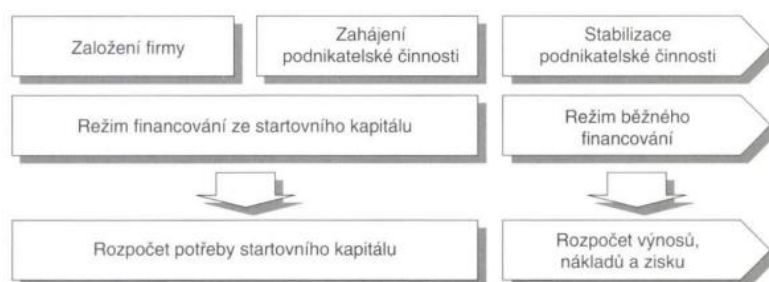 Založení firmy
Zahájení
podnikatelské činnosti
Stabilizace
podnikatelské činnosti
Režim financování ze startovního kapitálu
Režim běžného
financování
Rozpočet potřeby startovního kapitálu
Rozpočet výnosů,
nákladů a zisku